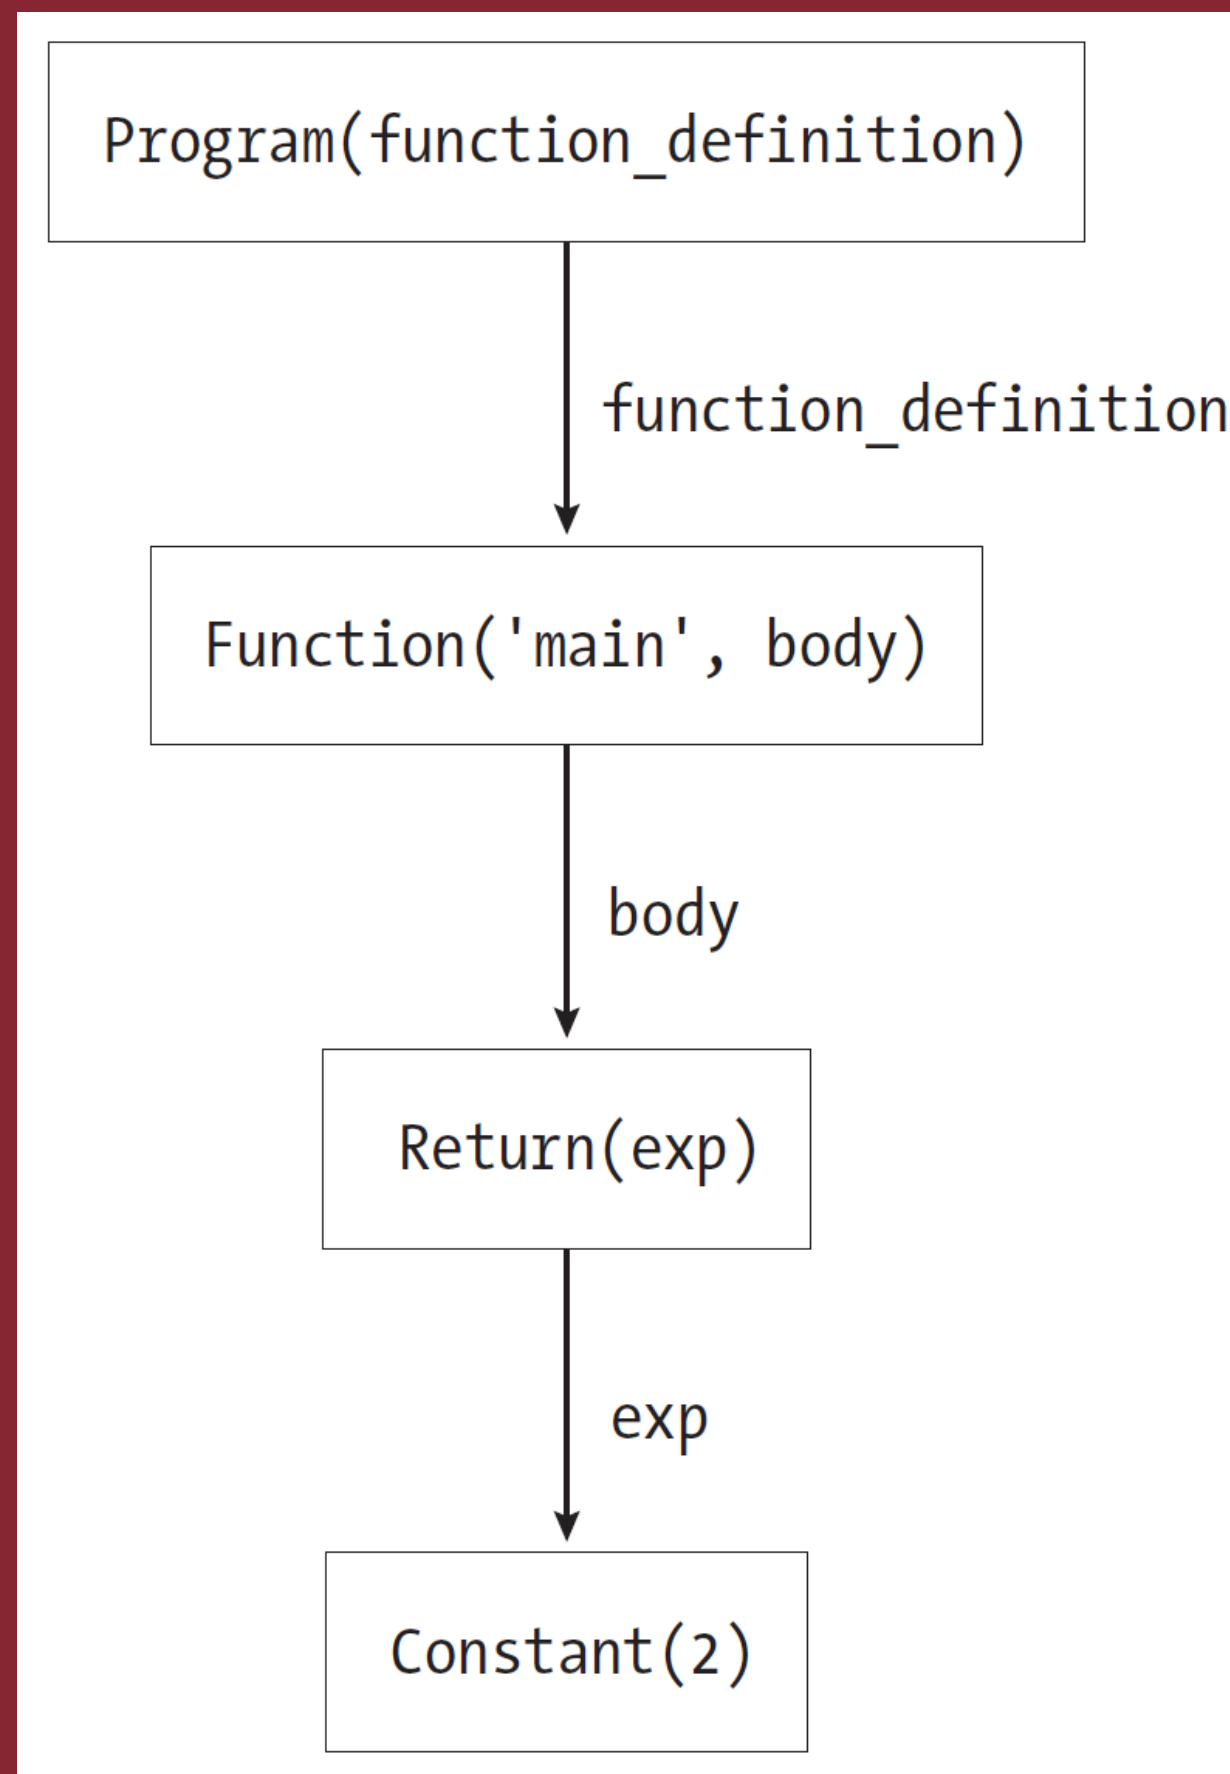 Program(function_definition)
function_definition
Function('main', body)
body
Return(exp)
exp
Constant(2)